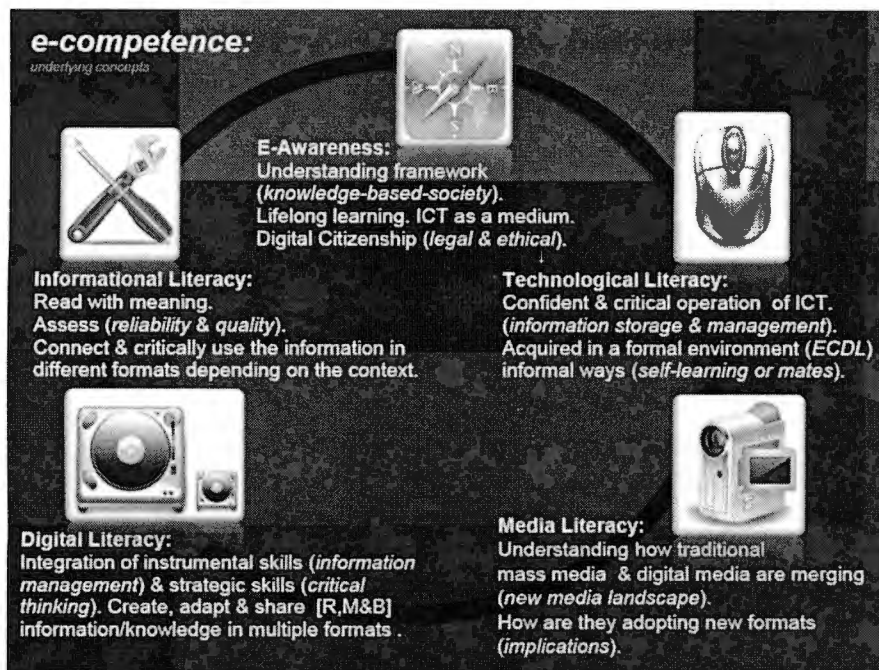 e-competence:
underlying concepts
N
E
S
E-Awareness:
Understanding framework
(knowledge-based-society).
Lifelong learning. ICT as a medium.
Digital Citizenship (legal & ethical).
Informational Literacy:
Read with meaning.
Assess (reliability & quality).
Connect & critically use the information in
different formats depending on the context.
Technological Literacy:
Confident & critical operation of ICT.
(information storage & management).
Acquired in a formal environment (ECDL)
informal ways (self-learning or mates).
Digital Literacy:
Integration of instrumental skills (information
management) & strategic skills (critical
thinking). Create, adapt & share [R,M&B]
information/knowledge in multiple formats .
Media Literacy:
Understanding how traditional
mass media & digital media are merging
(new media landscape).
How are they adopting new formats
(implications).